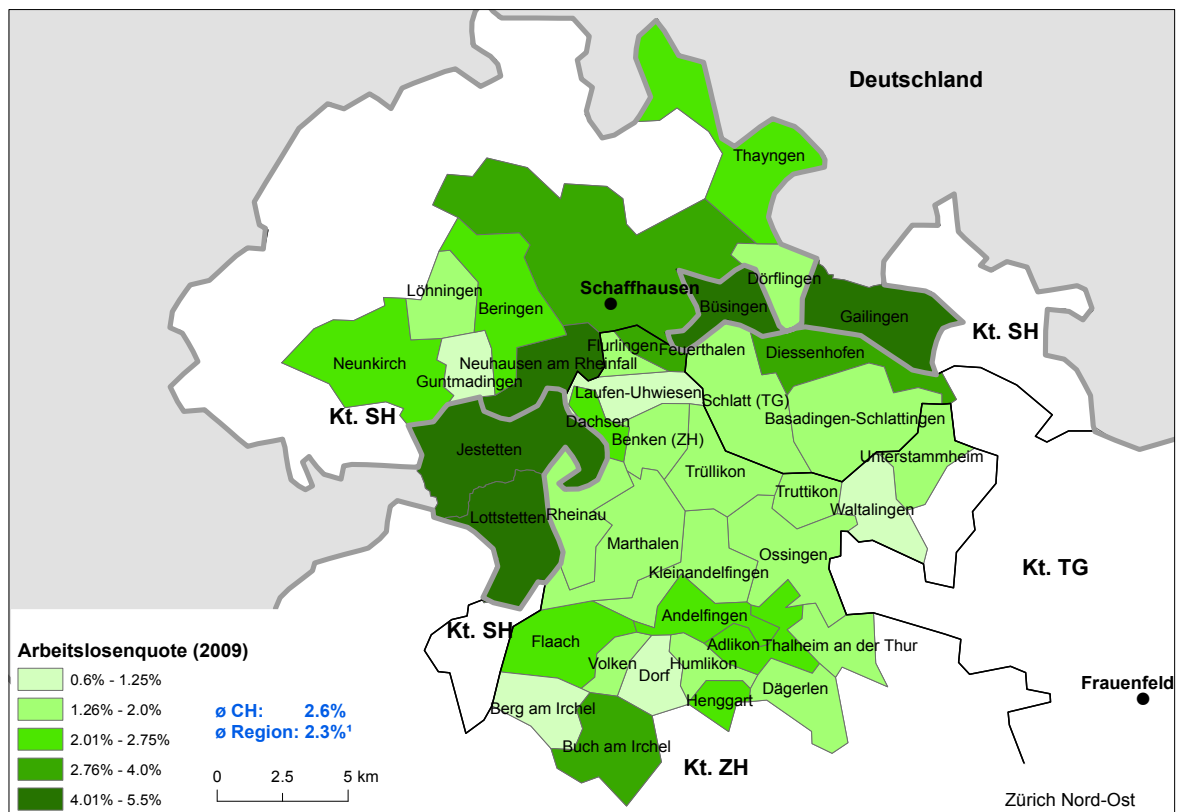 Deutschland
Thayngen
Dörflingen
Löhningen
Schaffhausen
Büsingen
Beringen
Gailingen
Kt. SH
Flurlingen
Feuerthalen
Diessenhofen
Neunkirch
Neuhausen am Rheinfall
Guntmadingen
Laufen-Uhwiesen
Schlatt (TG)
Kt. SH
Dachsen
Basadingen-Schlattingen
Benken (ZH)
Jestetten
Unterstammheim
Trüllikon
Truttikon
Waltalingen
Lottstetten
Rheinau
Marthalen
Ossingen
Kt. TG
Kleinandelfingen
Andelfingen
Kt. SH
Flaach
Adlikon
Thalheim an der Thur
Volken
Humlikon
Dorf
Dägerlen
Henggart
Frauenfeld
Berg am Irchel
Buch am Irchel
Kt. ZH
Arbeitslosenquote (2009)
0.6% - 1.25%
1.26% - 2.0%
2.01% - 2.75%
2.76% - 4.0%
4.01% - 5.5%
ø CH: 2.6%
ø Region: 2.3%¹
0 2.5 5 km
Zürich Nord-Ost